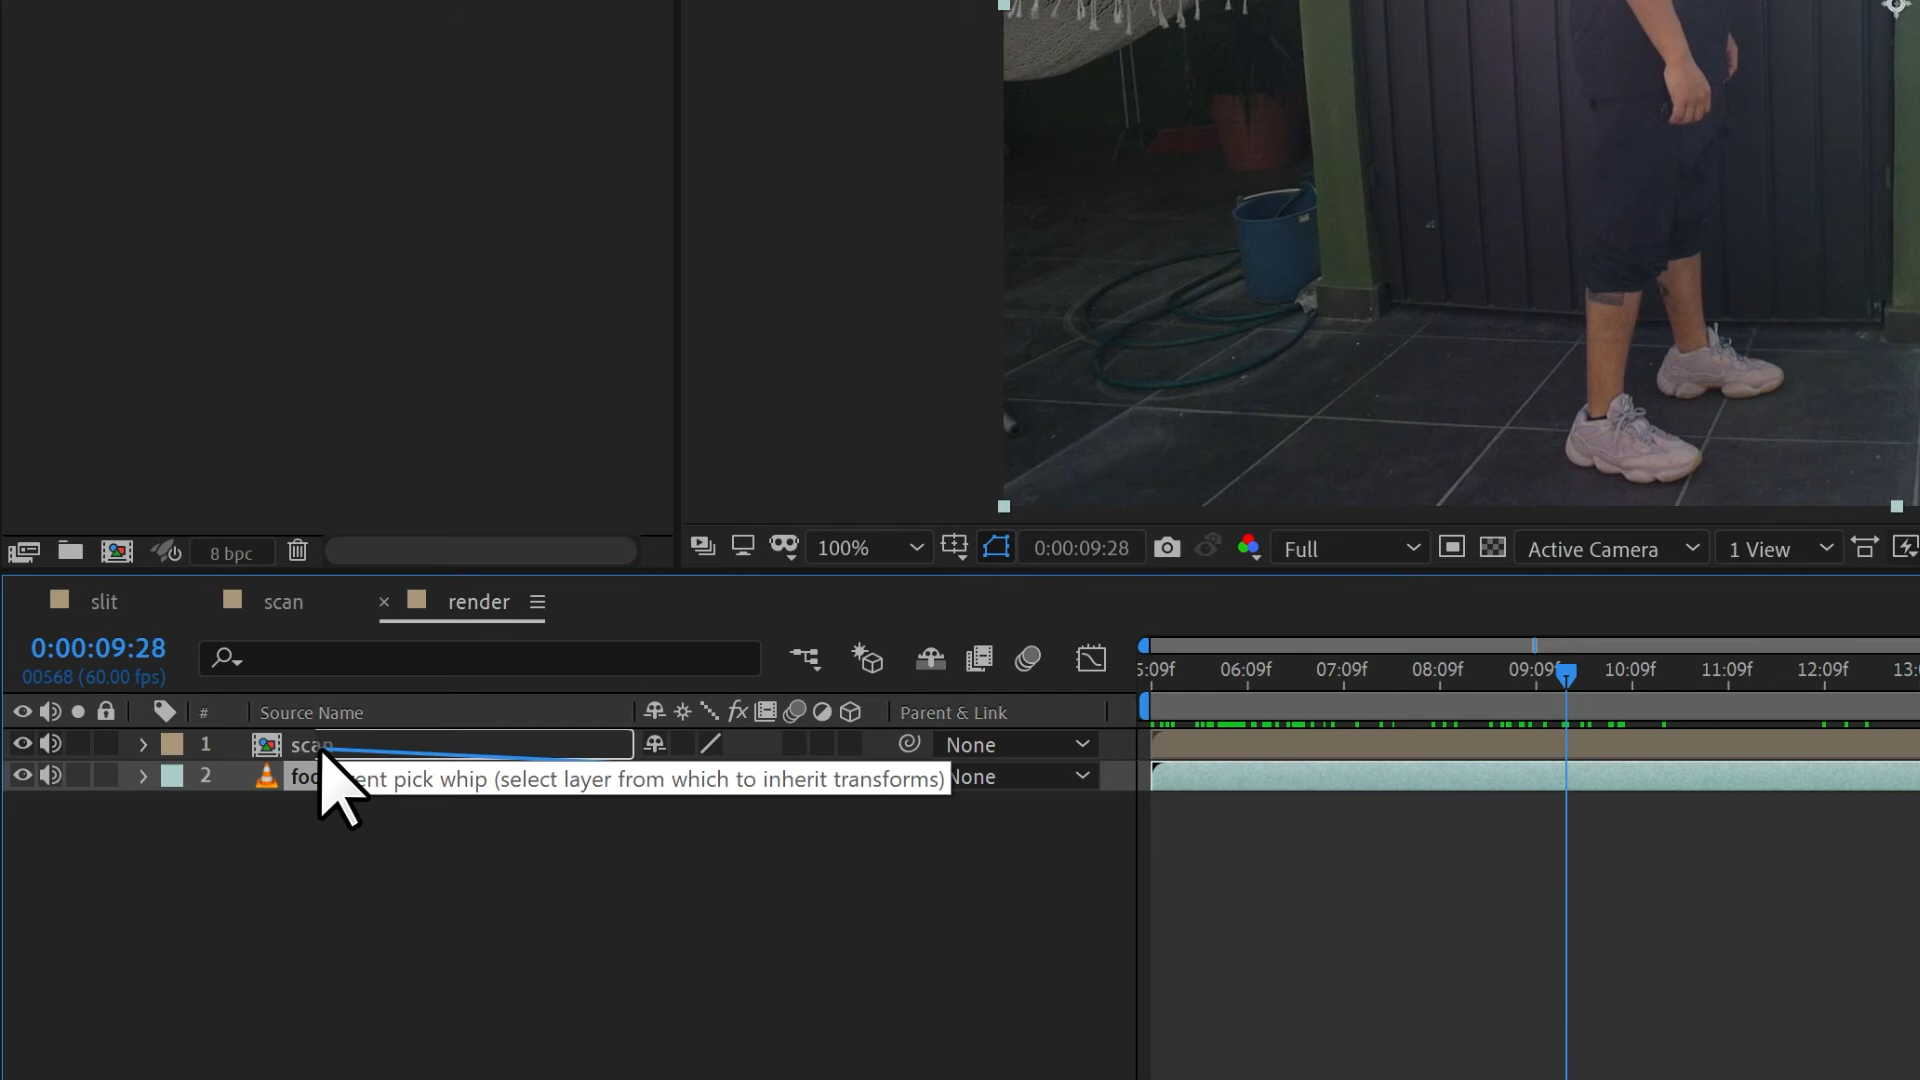 8 bpc
100%
0:00:09:28
Full
Active Camera
1 View
slit
scan
× render
0:00:09:28
00568 (60.00 fps)
5:09f 06:09f 07:09f 08:09f 09:09f 10:09f 11:09f 12:09f 13:
# Source Name fx Parent & Link
1 scan None
2 foo
ent pick whip (select layer from which to inherit transforms)
None